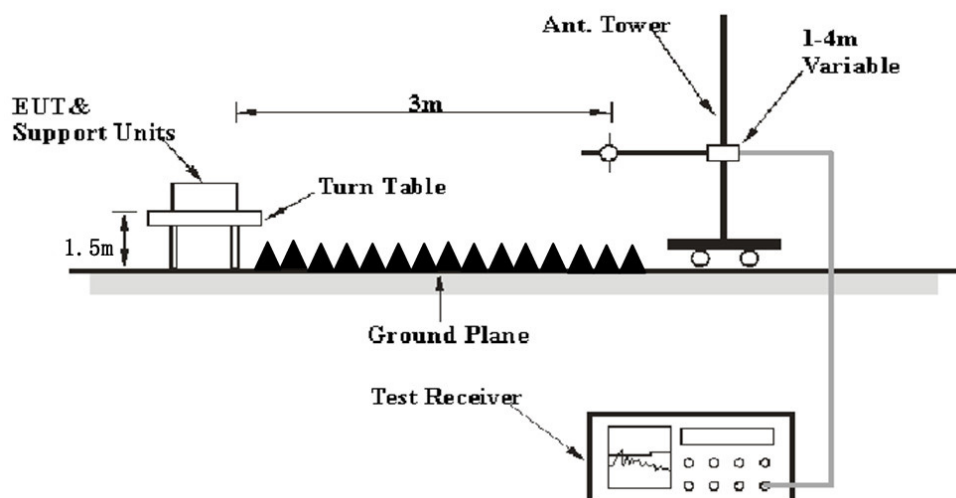 Ant. Tower
1-4m
Variable
EUT&
Support Units
3m
Turn Table
1.5m
Ground Plane
Test Receiver